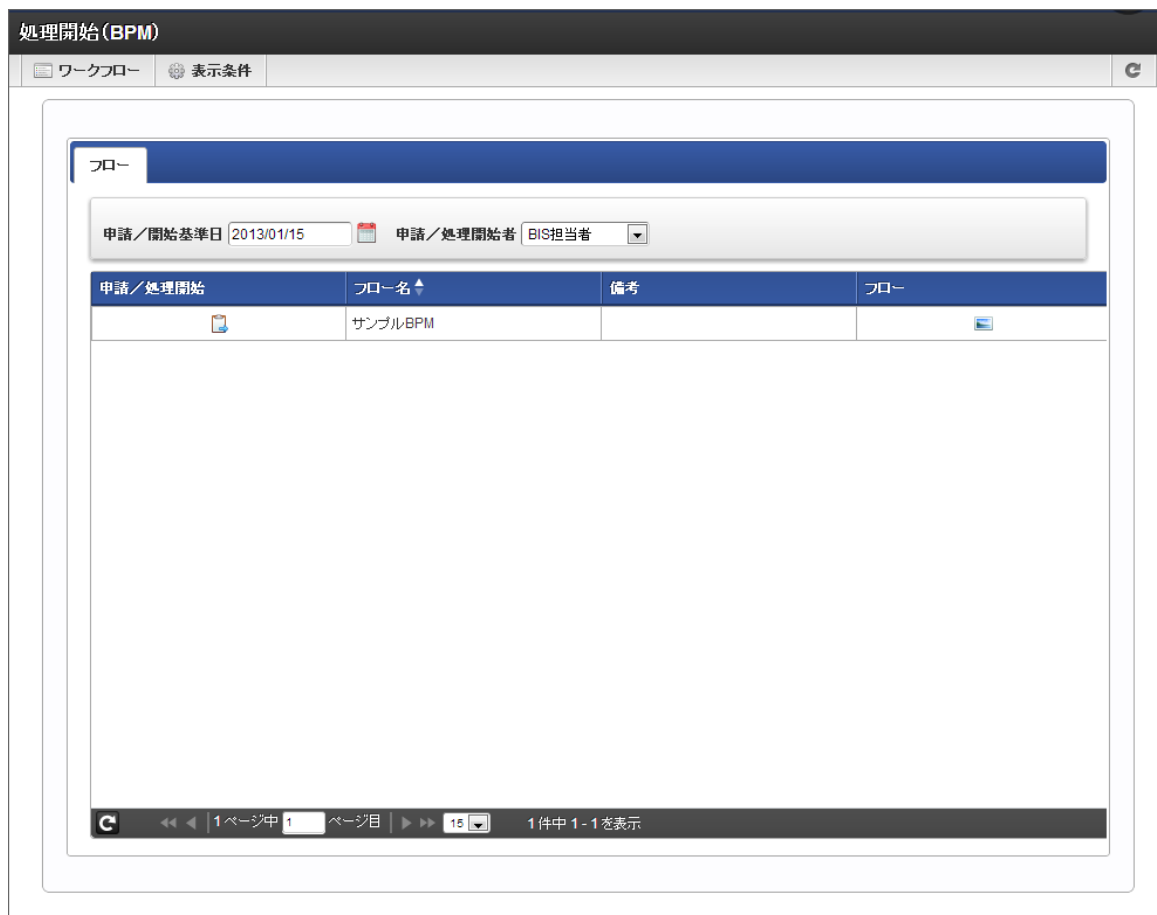 処理開始(BPM)
ワークフロー 表示条件
フロー
申請／開始基準日 2013/01/15 申請／処理開始者 BIS担当者
申請／処理開始 フロー名 備考 フロー
サンプルBPM
1 ページ中 1 ページ目 15 1 件中 1 - 1 を表示